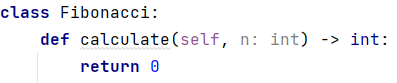 class Fibonacci:
    def calculate(self, n: int) -> int:
        return 0